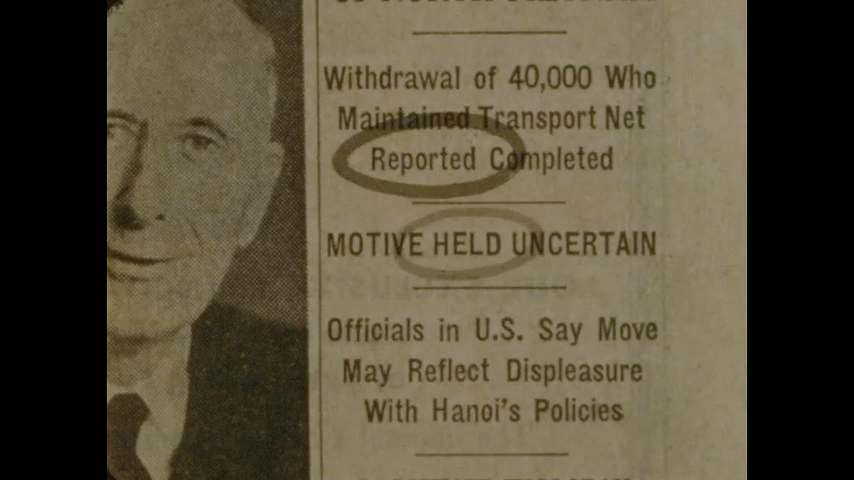 Withdrawal of 40,000 Who
Maintained Transport Net
Reported Completed
MOTIVE HELD UNCERTAIN
Officials in U.S. Say Move
May Reflect Displeasure
With Hanoi's Policies